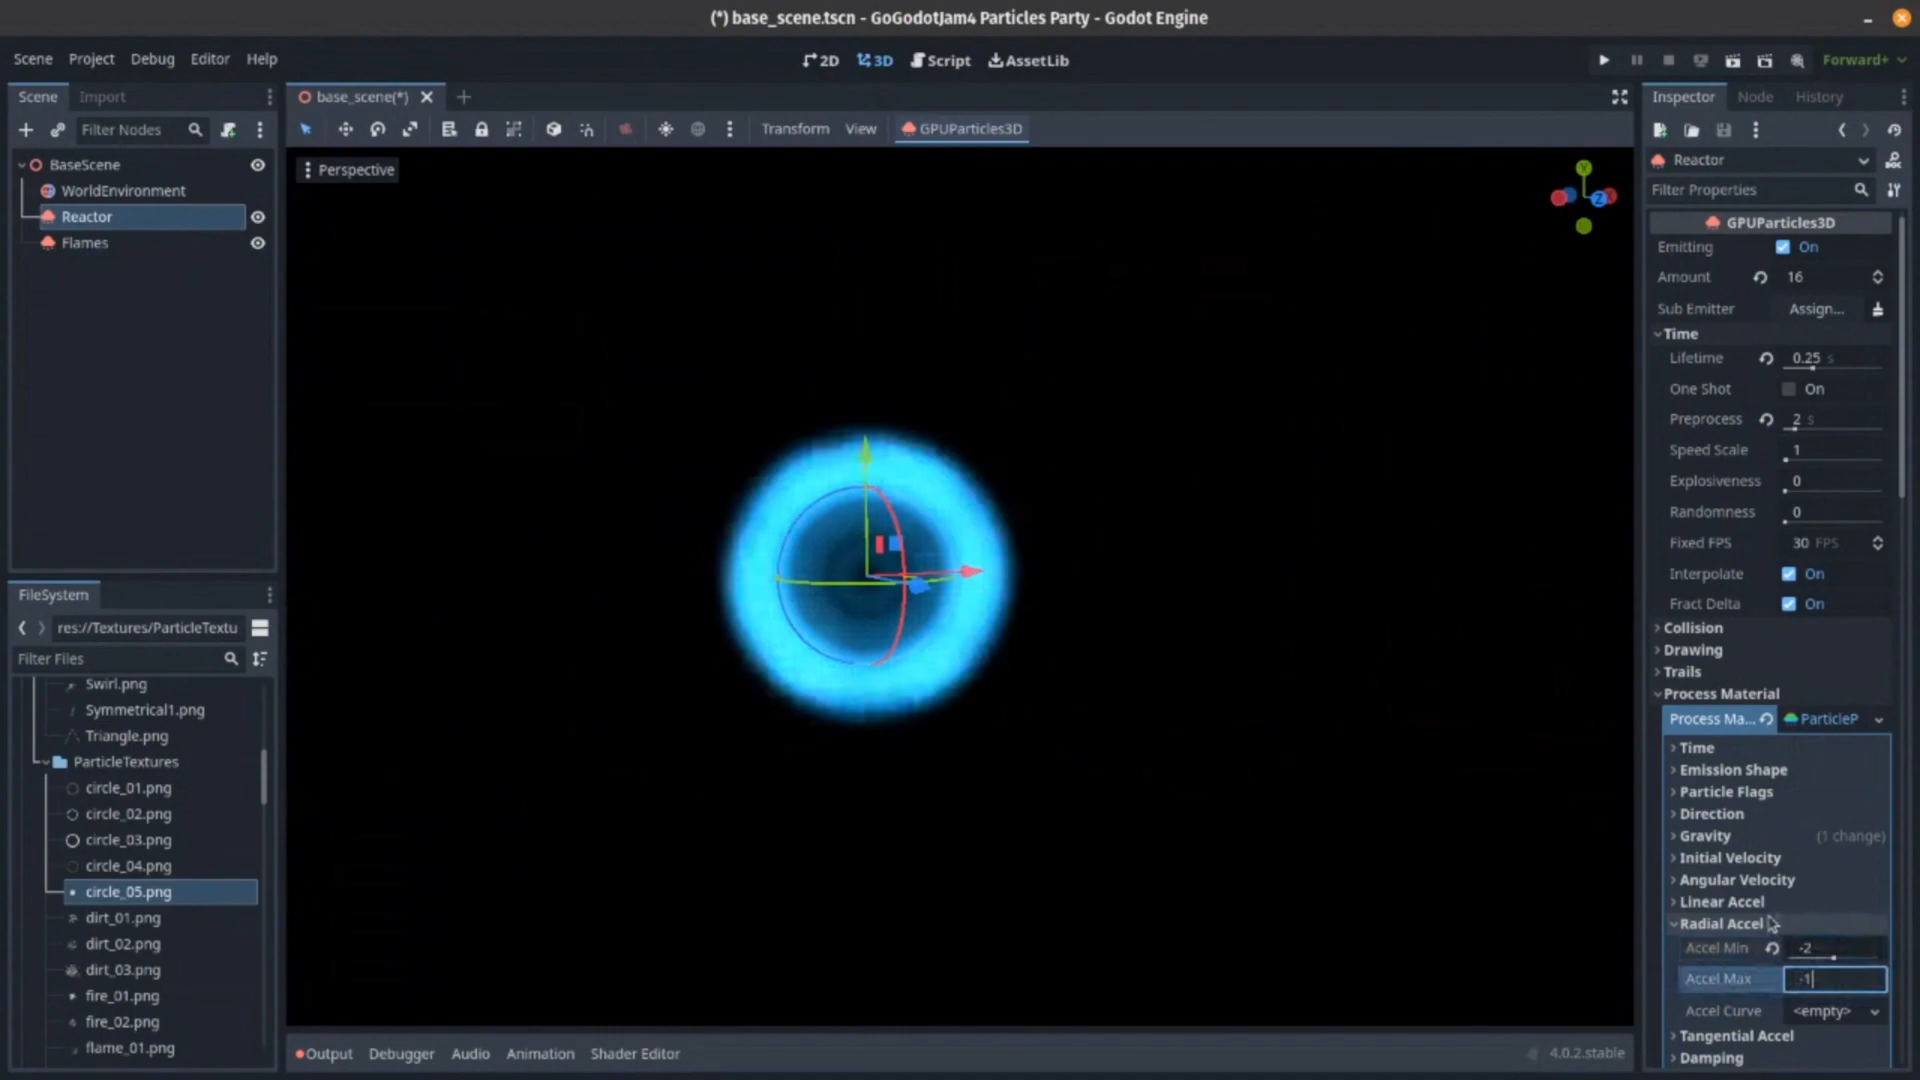 (*) base_scene.tscn - GoGodotJam4 Particles Party - Godot Engine
Scene Project Debug Editor Help
2D 3D Script AssetLib
Forward+
Scene Import
Filter Nodes
BaseScene
WorldEnvironment
Reactor
Flames
FileSystem
res://Textures/ParticleTextu
Filter Files
Swirl.png
Symmetrical1.png
Triangle.png
ParticleTextures
circle_01.png
circle_02.png
circle_03.png
circle_04.png
circle_05.png
dirt_01.png
dirt_02.png
dirt_03.png
fire_01.png
fire_02.png
flame_01.png
base_scene(*)
Transform View GPUParticles3D
Perspective
Y
Z
Output Debugger Audio Animation Shader Editor
4.0.2.stable
Inspector Node History
Reactor
Filter Properties
GPUParticles3D
Emitting On
Amount 16
Sub Emitter Assign...
Time
Lifetime 0.25 s
One Shot On
Preprocess 2 s
Speed Scale 1
Explosiveness 0
Randomness 0
Fixed FPS 30 FPS
Interpolate On
Fract Delta On
Collision
Drawing
Trails
Process Material
Process Ma... ParticleP
Time
Emission Shape
Particle Flags
Direction
Gravity (1 change)
Initial Velocity
Angular Velocity
Linear Accel
Radial Accel
Accel Min -2
Accel Max -1
Accel Curve <empty>
Tangential Accel
Damping